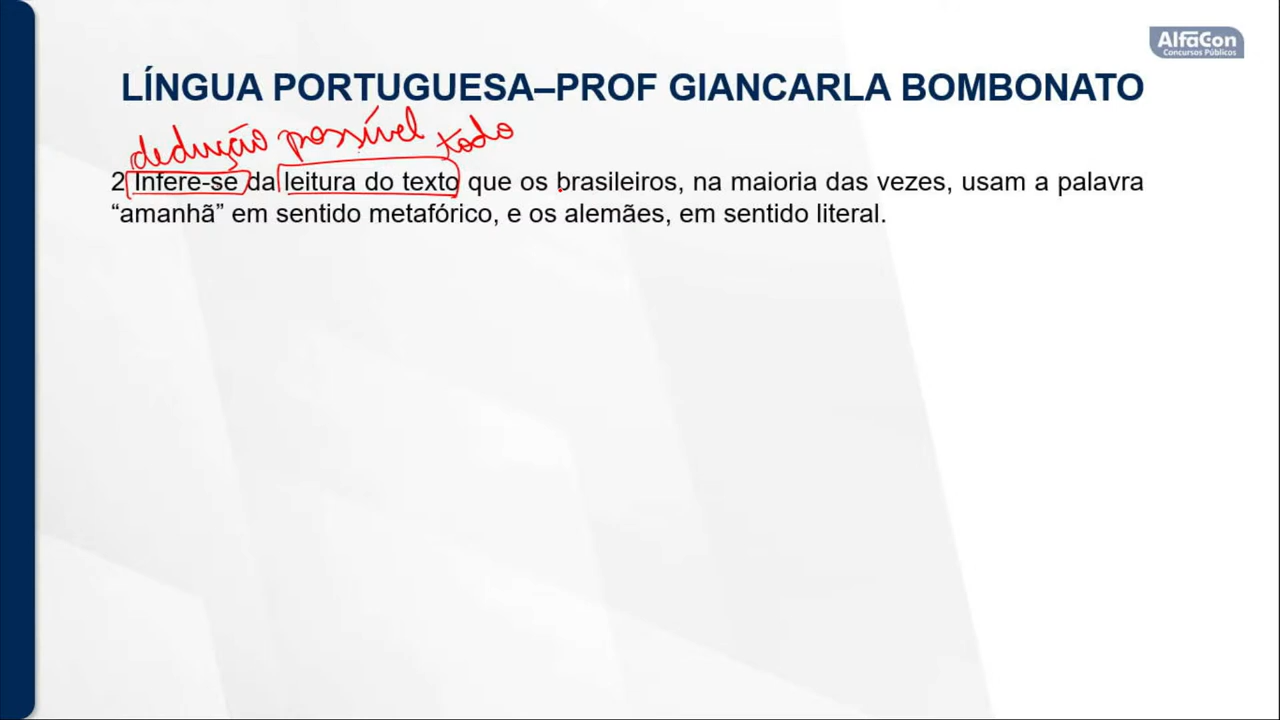 AlfaCon
Concursos Públicos
LÍNGUA PORTUGUESA–PROF GIANCARLA BOMBONATO
dedução possível todo
2 Infere-se da leitura do texto que os brasileiros, na maioria das vezes, usam a palavra
“amanhã” em sentido metafórico, e os alemães, em sentido literal.